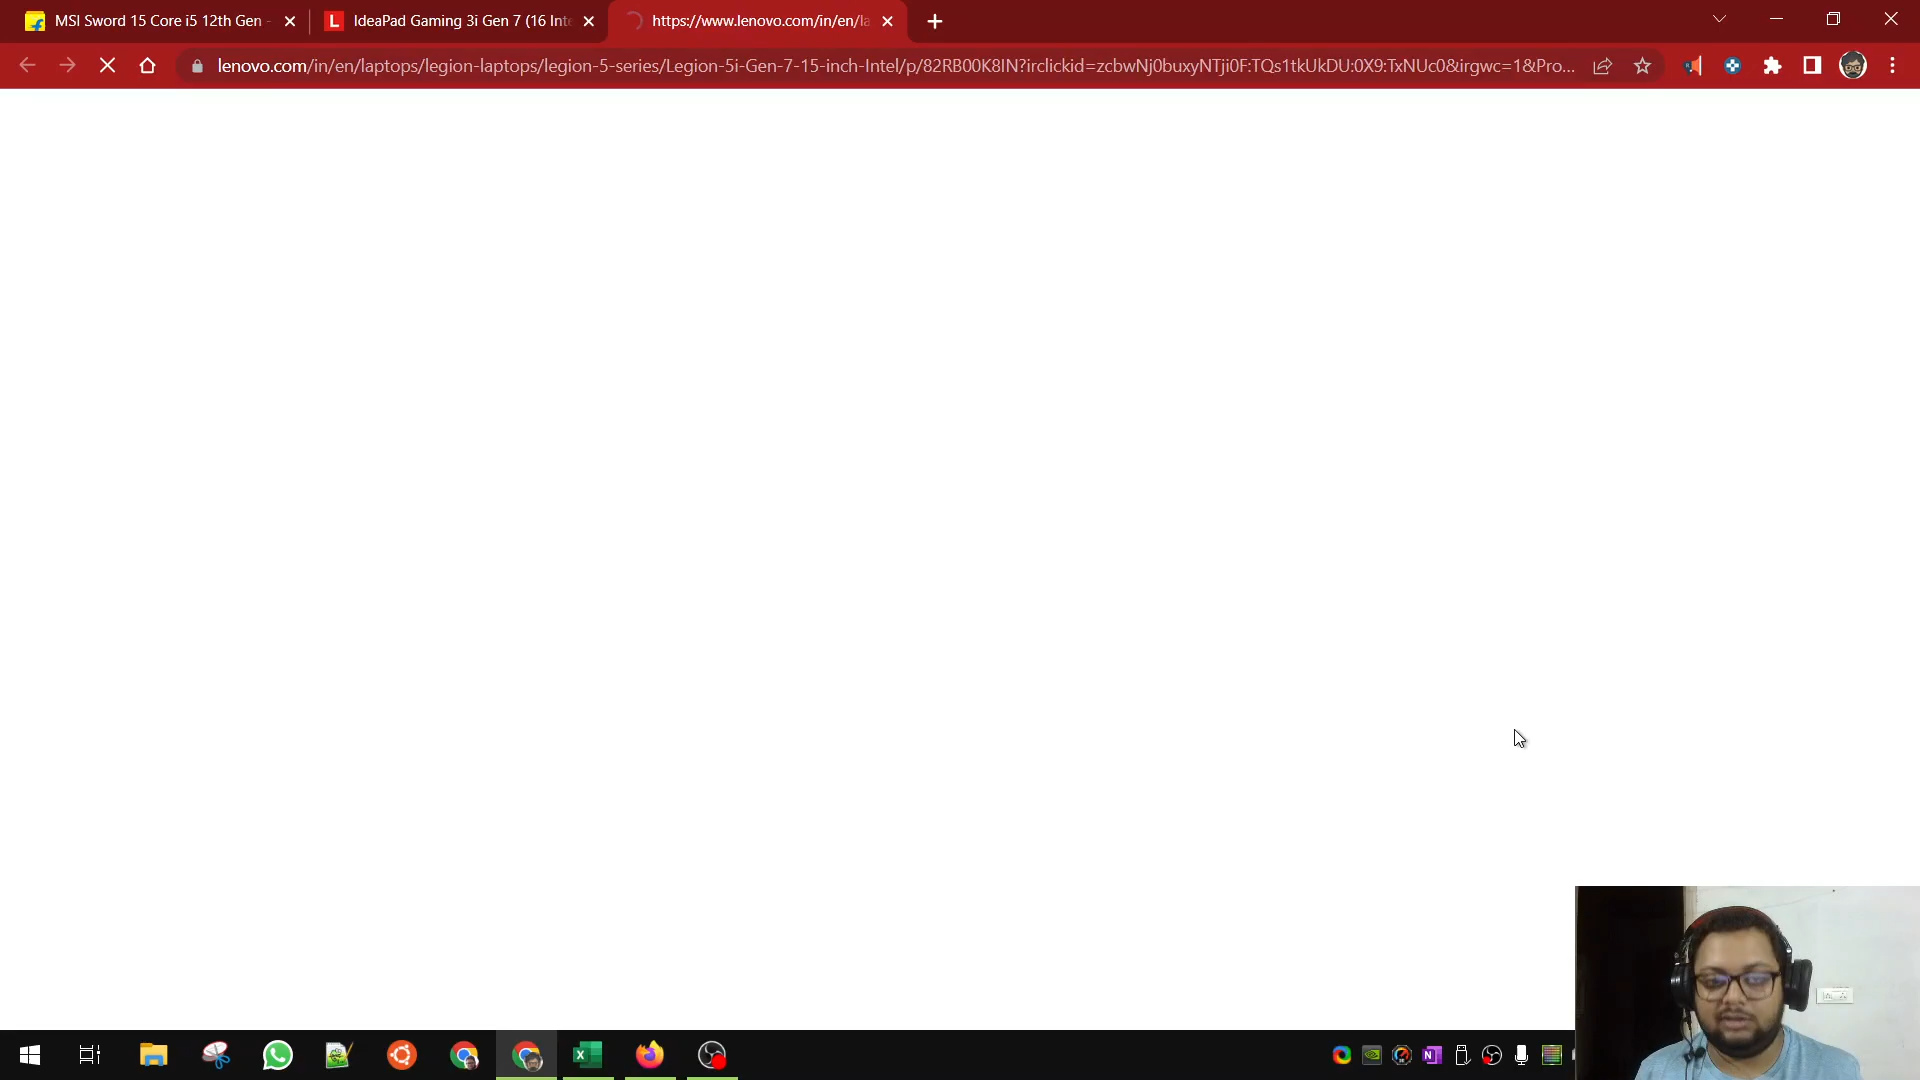 MSI Sword 15 Core i5 12th Gen -
L IdeaPad Gaming 3i Gen 7 (16 Inte
https://www.lenovo.com/in/en/la
lenovo.com/in/en/laptops/legion-laptops/legion-5-series/Legion-5i-Gen-7-15-inch-Intel/p/82RB00K8IN?irclickid=zcbwNj0buxyNTji0F:TQs1tkUkDU:0X9:TxNUc0&irgwc=1&Pro...